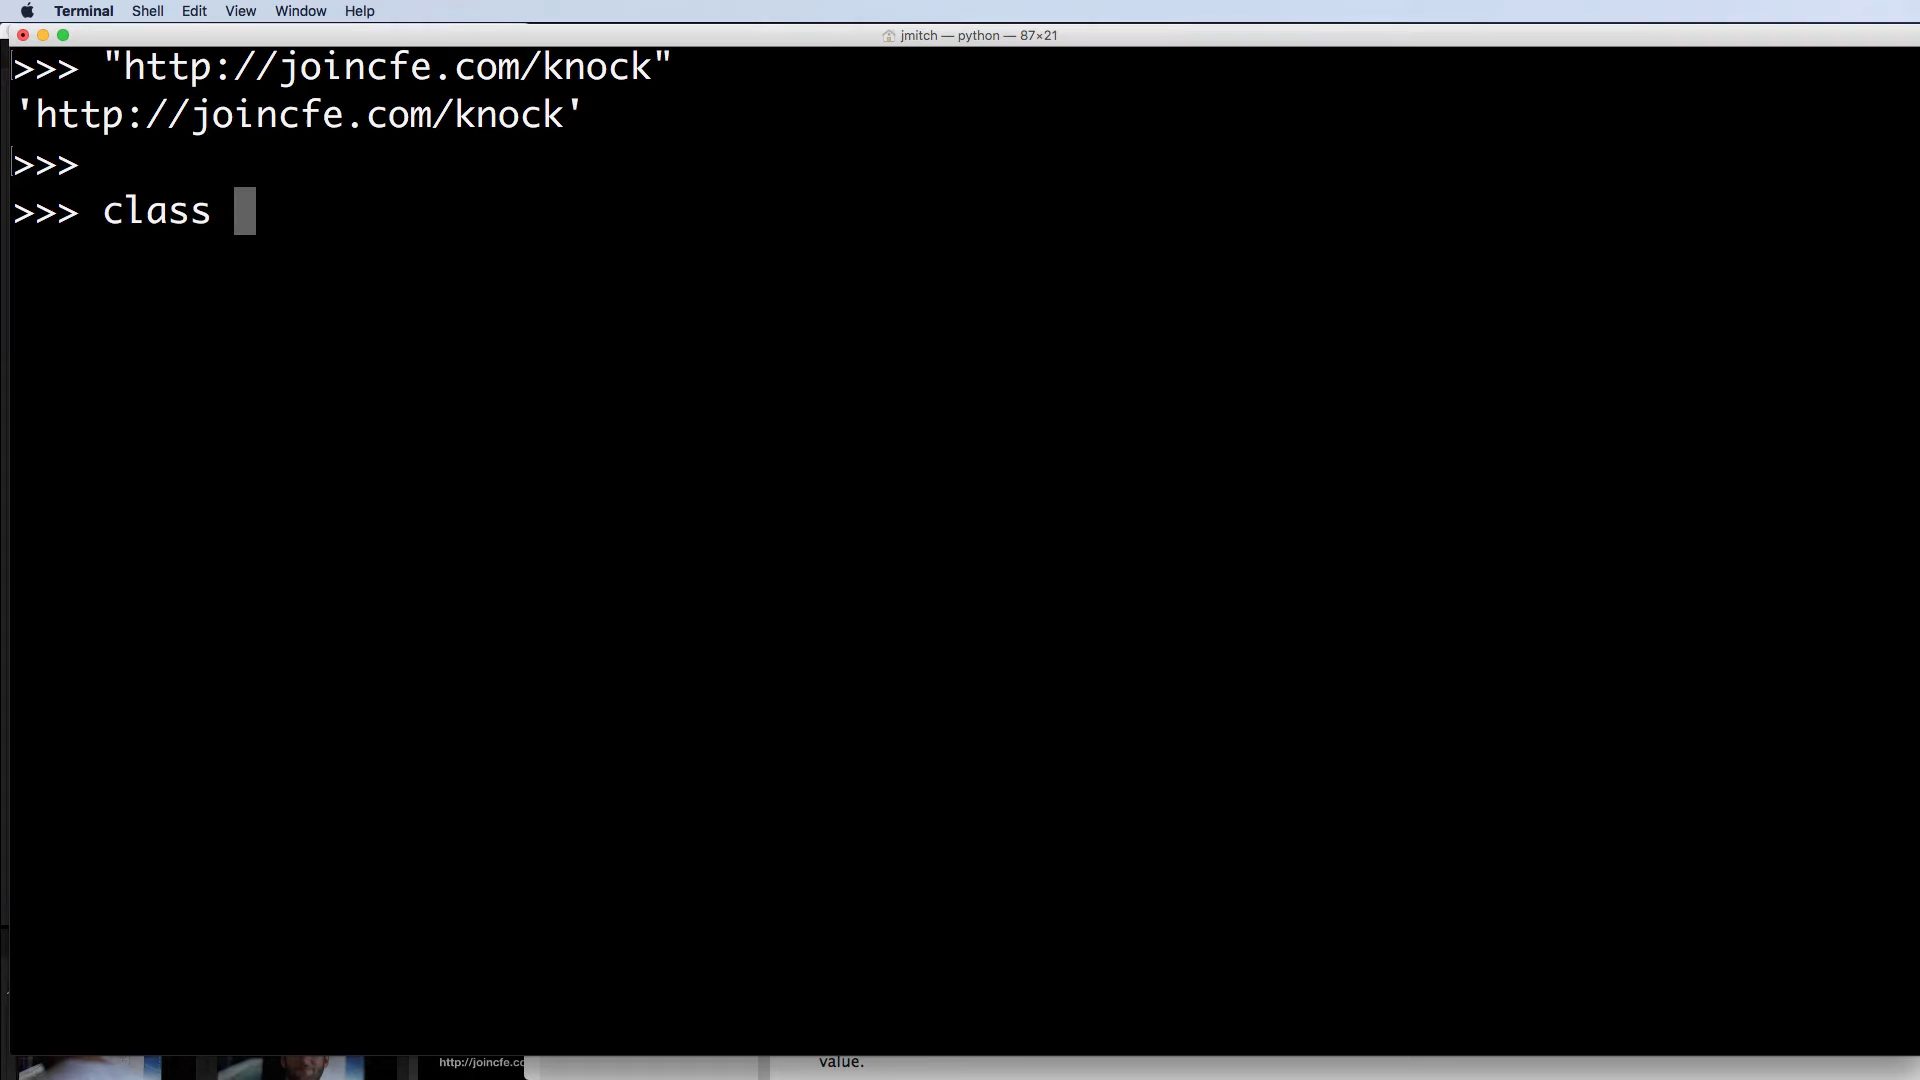 Terminal Shell Edit View Window Help
jmitch — python — 87×21
>>> "http://joincfe.com/knock"
'http://joincfe.com/knock'
>>>
>>> class
http://joincfe.cc
value.